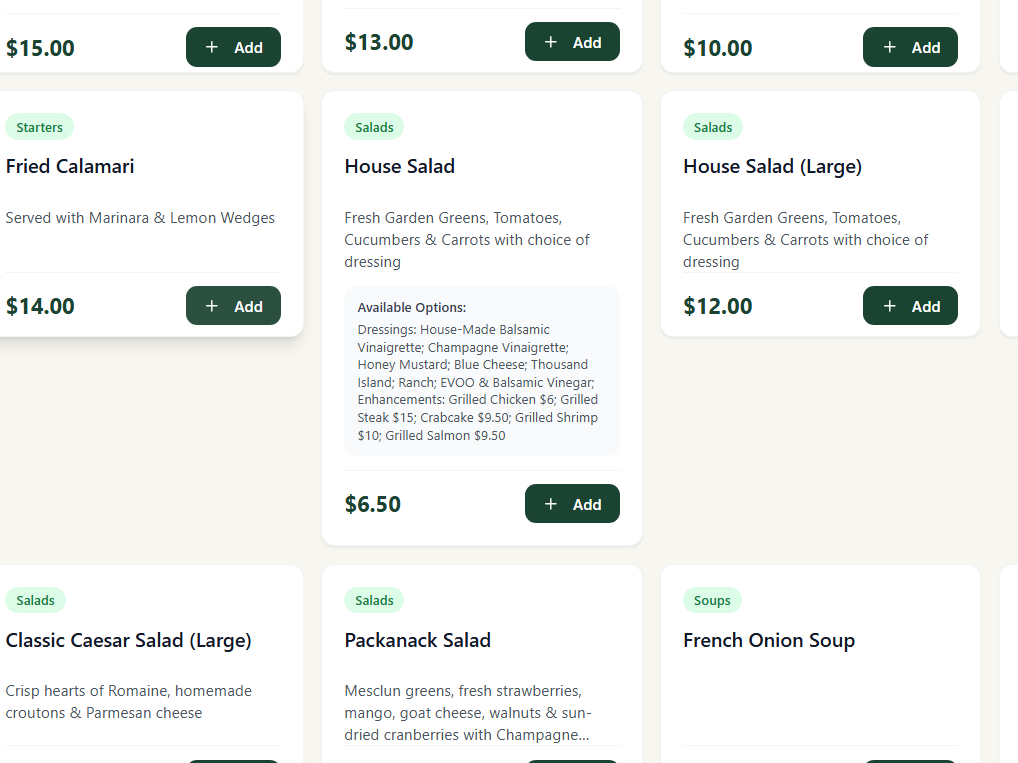 $15.00
+ Add
$13.00
+ Add
$10.00
+ Add
Starters
Fried Calamari
Served with Marinara & Lemon Wedges
$14.00
+ Add
Salads
House Salad
Fresh Garden Greens, Tomatoes,
Cucumbers & Carrots with choice of
dressing
Available Options:
Dressings: House-Made Balsamic
Vinaigrette; Champagne Vinaigrette;
Honey Mustard; Blue Cheese; Thousand
Island; Ranch; EVOO & Balsamic Vinegar;
Enhancements: Grilled Chicken $6; Grilled
Steak $15; Crabcake $9.50; Grilled Shrimp
$10; Grilled Salmon $9.50
$6.50
+ Add
Salads
House Salad (Large)
Fresh Garden Greens, Tomatoes,
Cucumbers & Carrots with choice of
dressing
$12.00
+ Add
Salads
Classic Caesar Salad (Large)
Crisp hearts of Romaine, homemade
croutons & Parmesan cheese
Salads
Packanack Salad
Mesclun greens, fresh strawberries,
mango, goat cheese, walnuts & sun-
dried cranberries with Champagne...
Soups
French Onion Soup